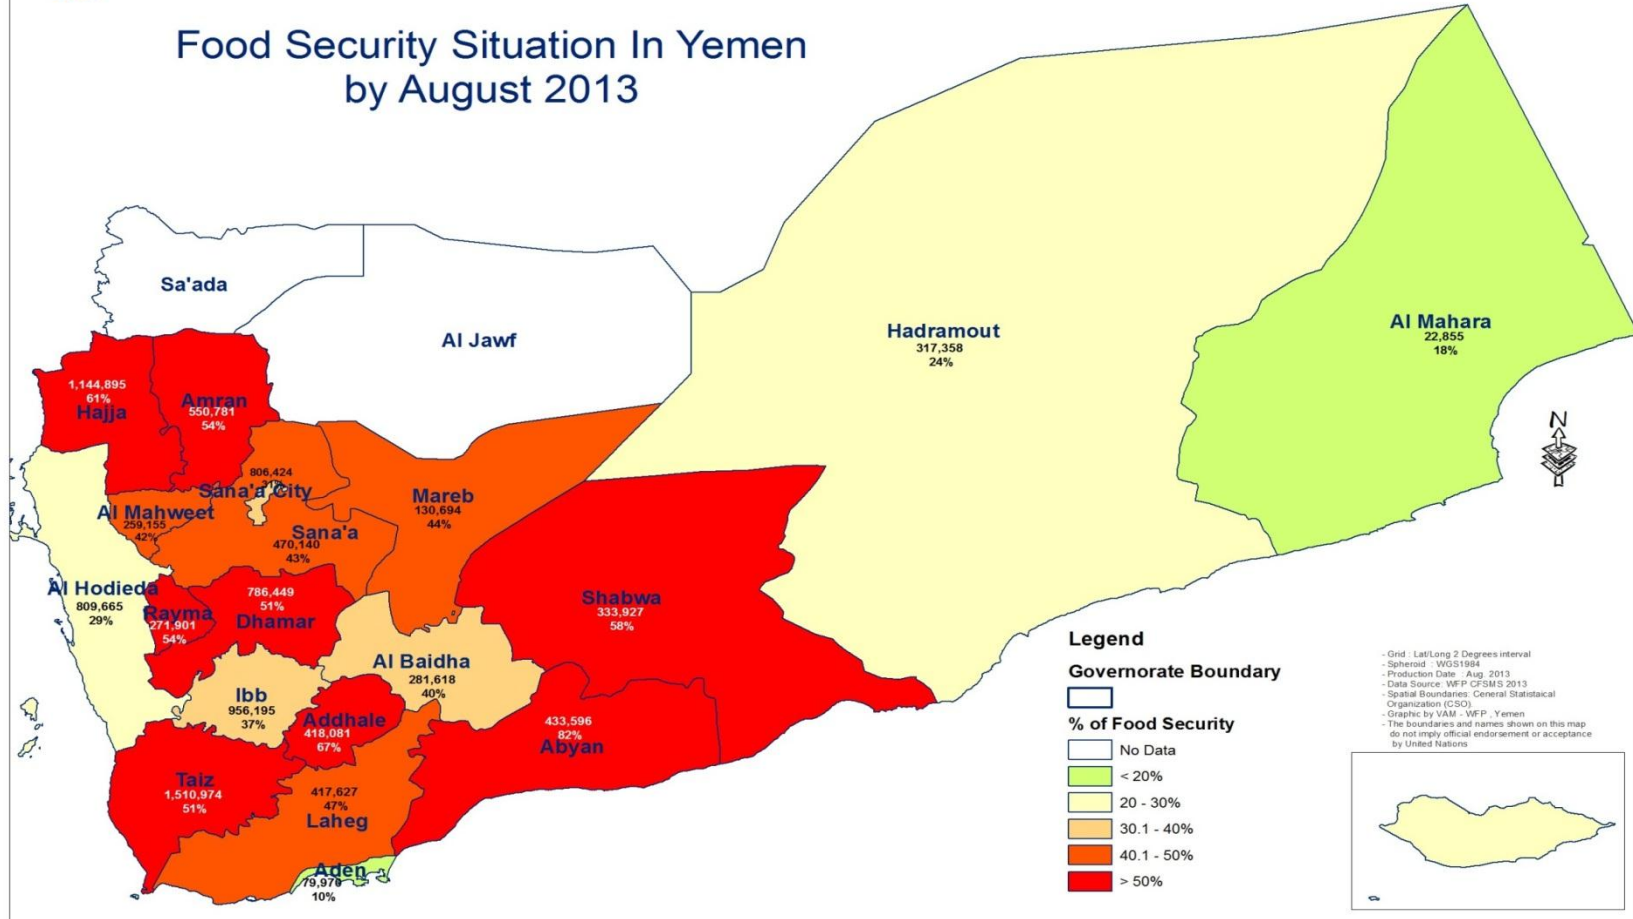 Food Security Situation In Yemen
by August 2013
Sa'ada
Al Jawf
Hadramout
317,358
24%
Al Mahara
22,855
18%
N
1,144,895
61%
Hajja
Amran
550,781
54%
806,424
31%
Sana'a City
Al Mahweet
259,155
42%
Mareb
130,694
44%
Sana'a
470,140
43%
Al Hodieda
809,665
29%
Rayma
271,901
54%
786,449
51%
Dhamar
Shabwa
333,927
58%
Al Baidha
281,618
40%
Ibb
956,195
37%
Addhale
418,081
67%
433,596
82%
Abyan
Taiz
1,510,974
51%
417,627
47%
Laheg
Aden
79,970
10%
Legend
Governorate Boundary
% of Food Security
No Data
< 20%
20 - 30%
30.1 - 40%
40.1 - 50%
> 50%
- Grid : Lat/Long 2 Degrees interval
- Spheroid : WGS1984
- Production Date : Aug. 2013
- Data Source: WFP CFSMS 2013
- Spatial Boundaries: General Statistaical
Organization (CSO).
- Graphic by VAM - WFP , Yemen
- The boundaries and names shown on this map
do not imply official endorsement or acceptance
by United Nations